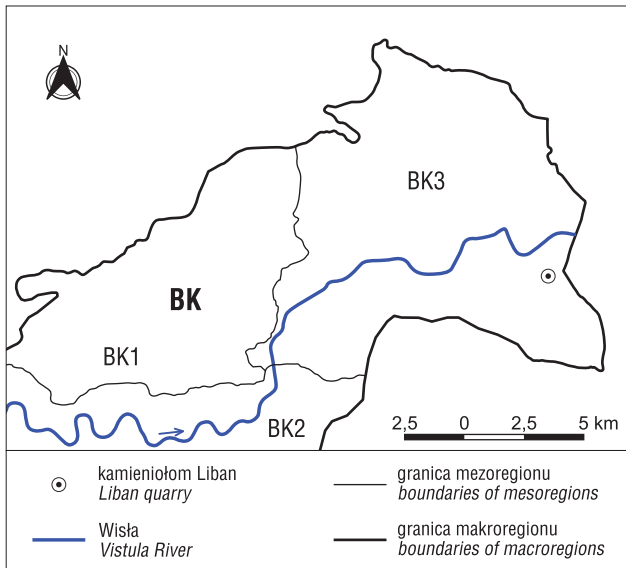 N
BK3
BK
BK1
BK2
2,5 0 2,5 5 km
kamieniołom Liban
Liban quarry
granica mezoregionu
boundaries of mesoregions
Wisła
Vistula River
granica makroregionu
boundaries of macroregions